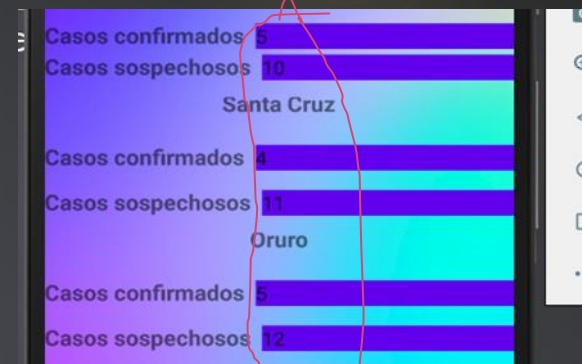 Casos confirmados 5
Casos sospechosos 10
Santa Cruz
Casos confirmados 4
Casos sospechosos 11
Oruro
Casos confirmados 5
Casos sospechosos 12